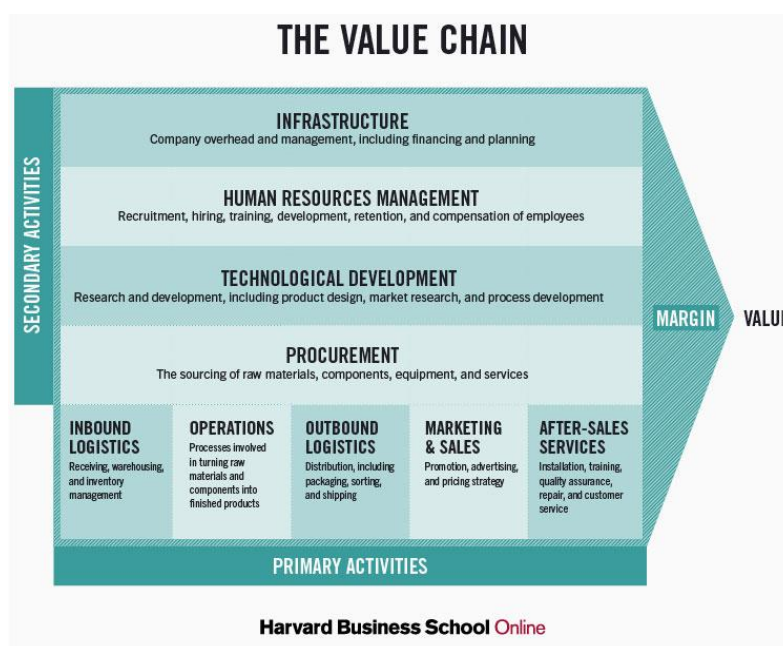 THE VALUE CHAIN
SECONDARY ACTIVITIES
INFRASTRUCTURE
Company overhead and management, including financing and planning
HUMAN RESOURCES MANAGEMENT
Recruitment, hiring, training, development, retention, and compensation of employees
TECHNOLOGICAL DEVELOPMENT
Research and development, including product design, market research, and process development
PROCUREMENT
The sourcing of raw materials, components, equipment, and services
INBOUND
LOGISTICS
Receiving, warehousing,
and inventory
management
OPERATIONS
Processes involved
in turning raw
materials and
components into
finished products
OUTBOUND
LOGISTICS
Distribution, including
packaging, sorting,
and shipping
MARKETING
& SALES
Promotion, advertising,
and pricing strategy
AFTER-SALES
SERVICES
Installation, training,
quality assurance,
repair, and customer
service
MARGIN
VALUE
PRIMARY ACTIVITIES
Harvard Business School Online